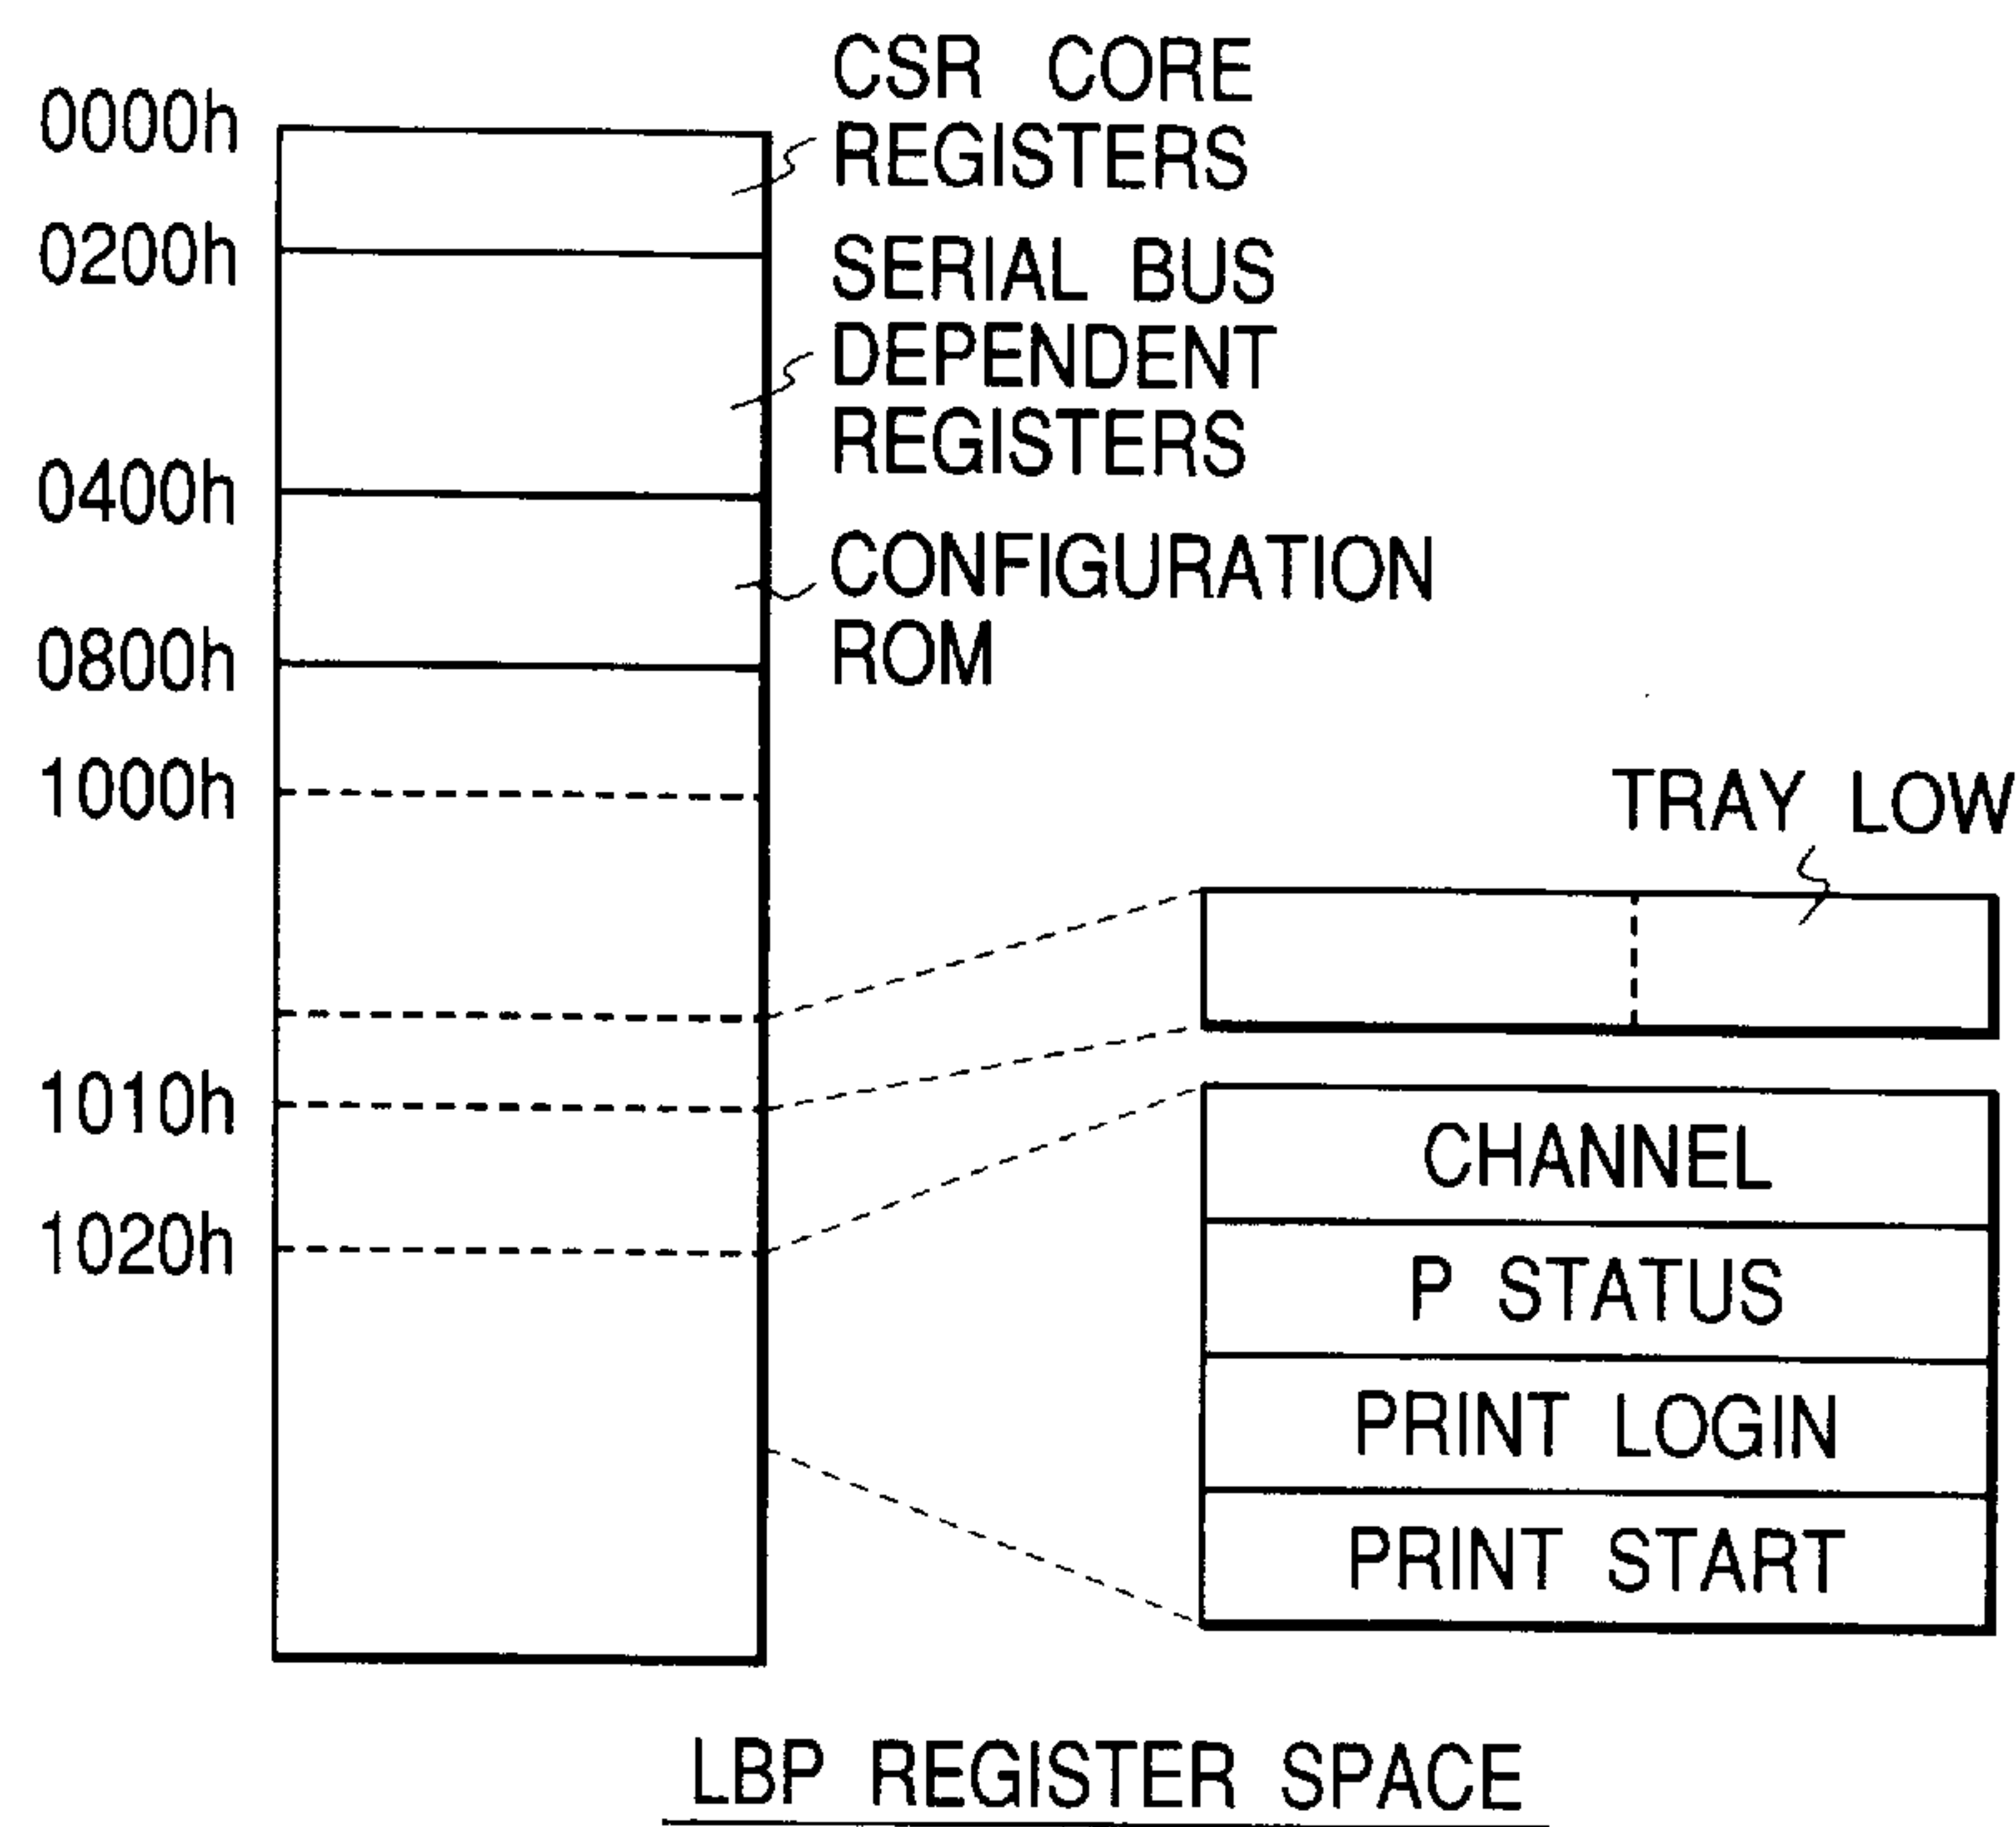 0000h
CSR CORE
REGISTERS
0200h
SERIAL BUS
DEPENDENT
REGISTERS
0400h
CONFIGURATION
ROM
0800h
1000h
TRAY LOW
1010h
CHANNEL
1020h
P STATUS
PRINT LOGIN
PRINT START
LBP REGISTER SPACE